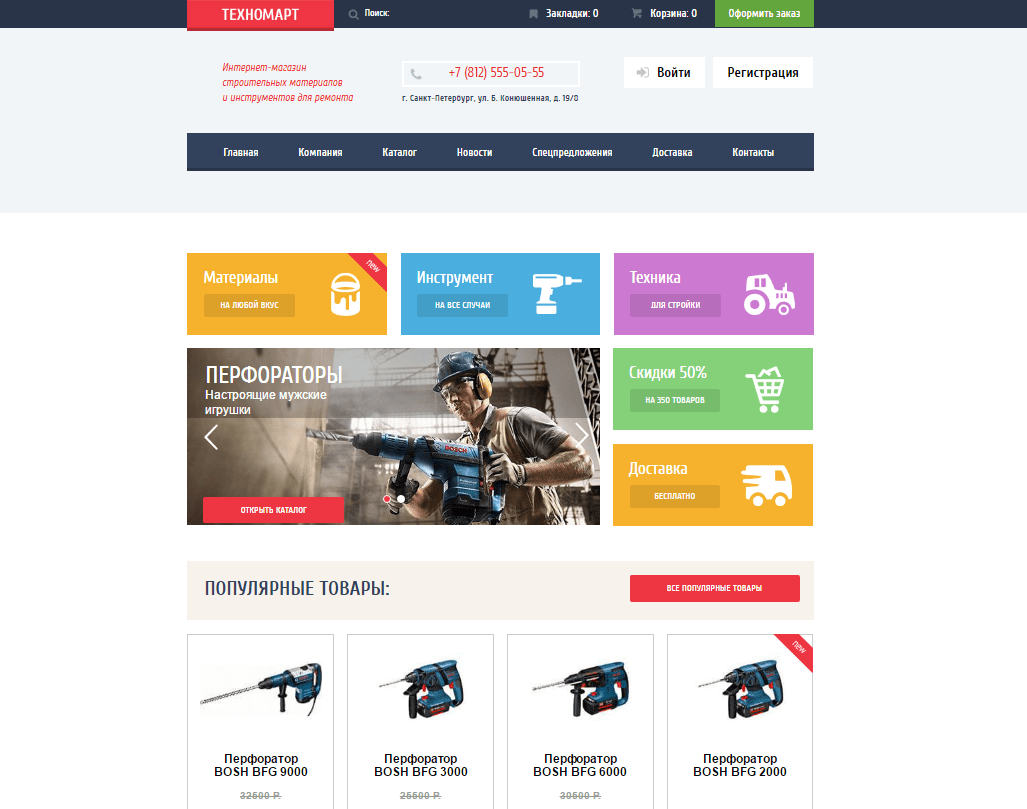 ТЕХНОМАРТ
Поиск:
Закладки: 0
Корзина: 0
Оформить заказ
Интернет-магазин
строительных материалов
и инструментов для ремонта
+7 (812) 555-05-55
г. Санкт-Петербург, ул. Б. Конюшенная, д. 19/8
Войти
Регистрация
Главная
Компания
Каталог
Новости
Спецпредложения
Доставка
Контакты
Материалы
НА ЛЮБОЙ ВКУС
new
Инструмент
НА ВСЕ СЛУЧАИ
Техника
ДЛЯ СТРОЙКИ
ПЕРФОРАТОРЫ
Настоящие мужские
игрушки
BOSCH
ОТКРЫТЬ КАТАЛОГ
Скидки 50%
НА 350 ТОВАРОВ
Доставка
БЕСПЛАТНО
ПОПУЛЯРНЫЕ ТОВАРЫ:
ВСЕ ПОПУЛЯРНЫЕ ТОВАРЫ
Перфоратор
BOSH BFG 9000
32500 Р.
Перфоратор
BOSH BFG 3000
25500 Р.
Перфоратор
BOSH BFG 6000
30500 Р.
new
Перфоратор
BOSH BFG 2000